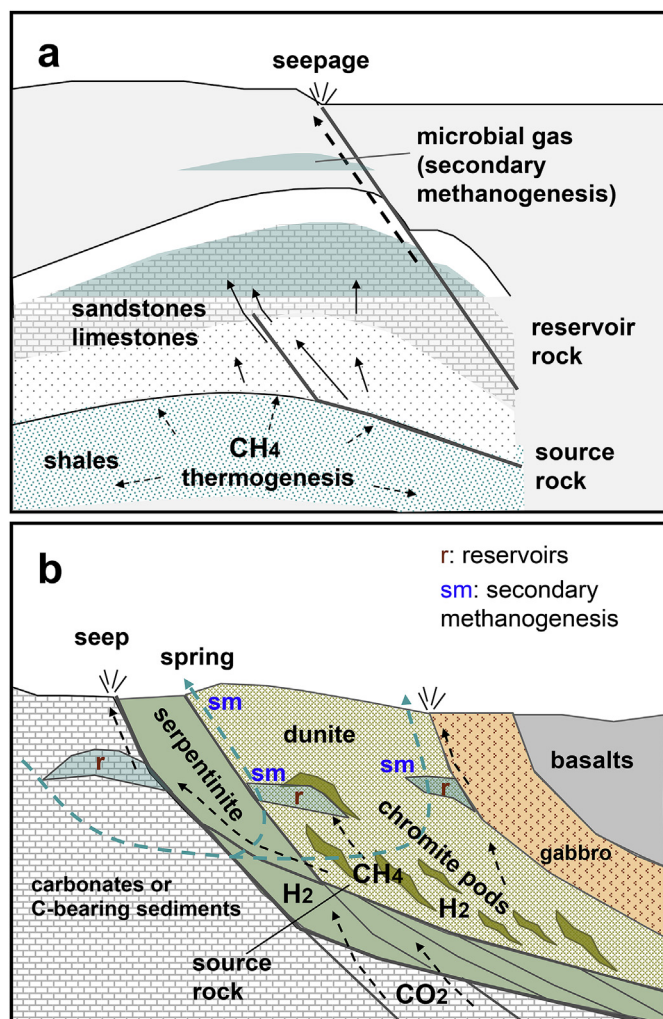 a
seepage
microbial gas
(secondary
methanogenesis)
sandstones
limestones
reservoir
rock
CH4
shales
thermogenesis
source
rock
b
r: reservoirs
sm: secondary
methanogenesis
seep
spring
sm
serpentinite
dunite
basalts
r
sm
r
sm
r
chromite pods
gabbro
carbonates or
C-bearing sediments
H2
CH4
H2
source
rock
CO2